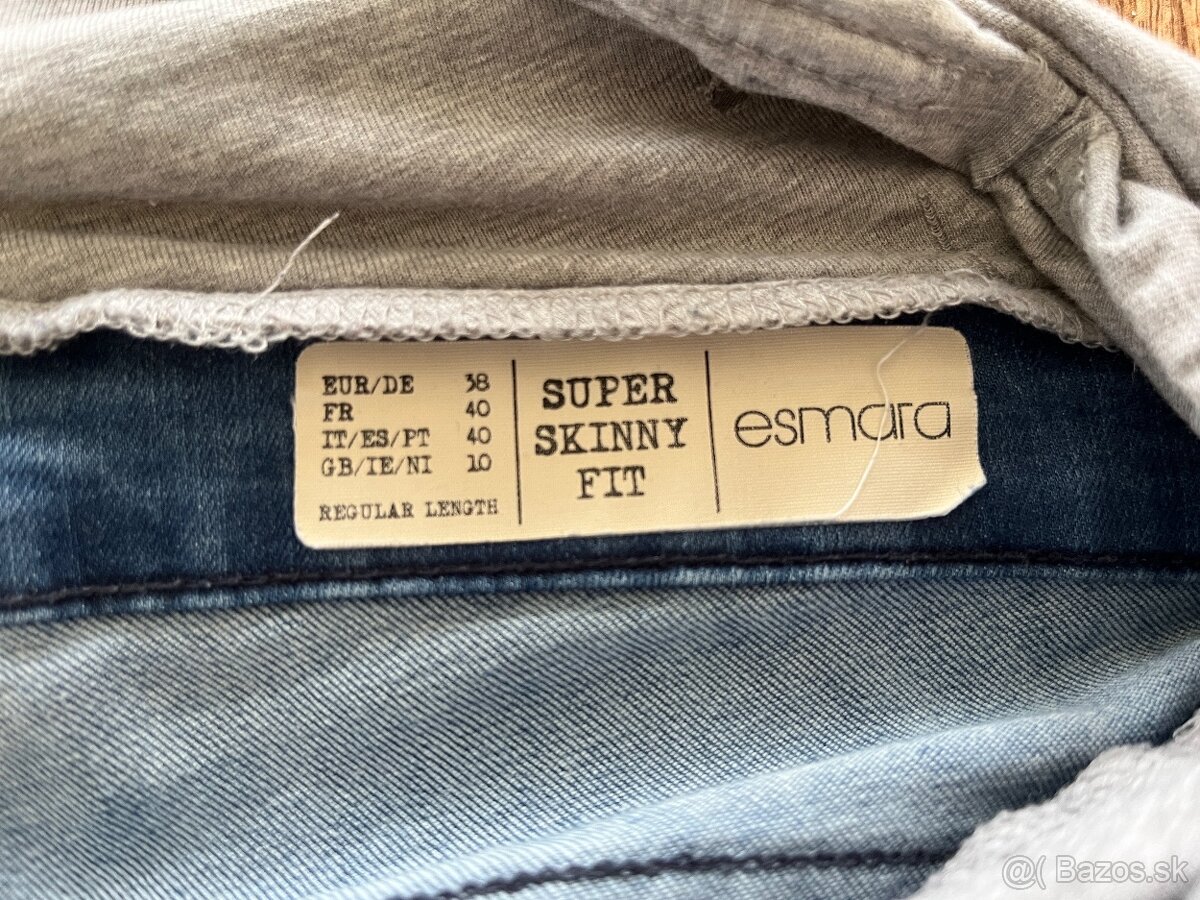 EUR/DE 38
FR 40
IT/ES/PT 40
GB/IE/NI 10
REGULAR LENGTH
SUPER
SKINNY
FIT
esmara
@( Bazos.sk